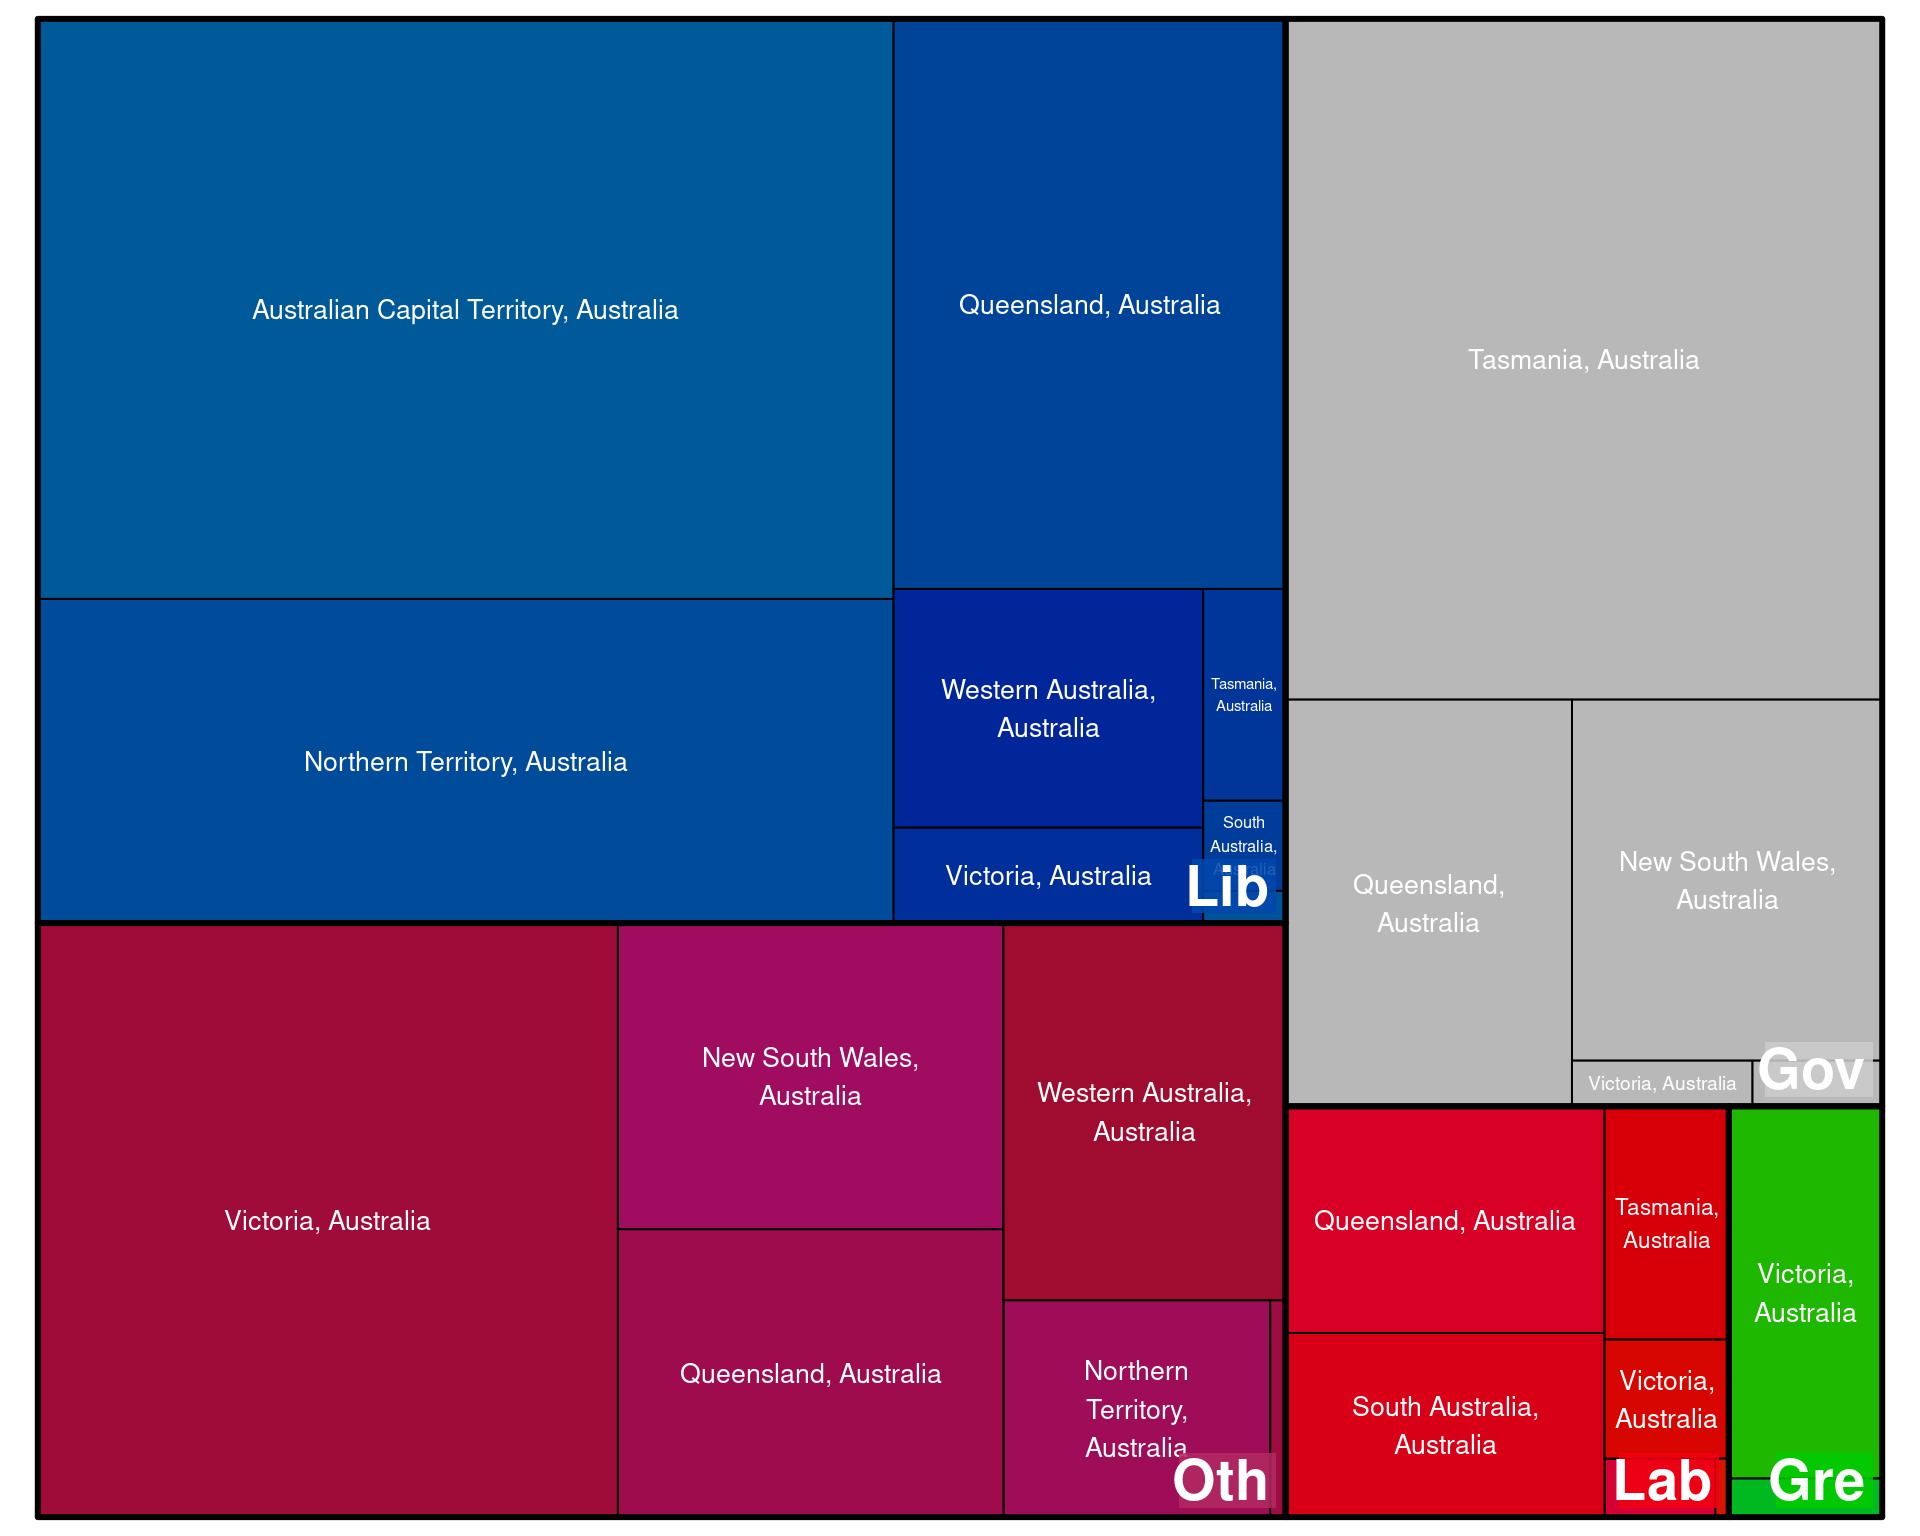 Australian Capital Territory, Australia
Northern Territory, Australia
Queensland, Australia
Western Australia,
Australia
Tasmania,
Australia
Victoria, Australia
South
Australia,
Australia
Lib
Tasmania, Australia
Queensland,
Australia
New South Wales,
Australia
Victoria, Australia
Gov
Victoria, Australia
New South Wales,
Australia
Queensland, Australia
Western Australia,
Australia
Northern
Territory,
Australia
Oth
Queensland, Australia
South Australia,
Australia
Tasmania,
Australia
Victoria,
Australia
Lab
Victoria,
Australia
Gre